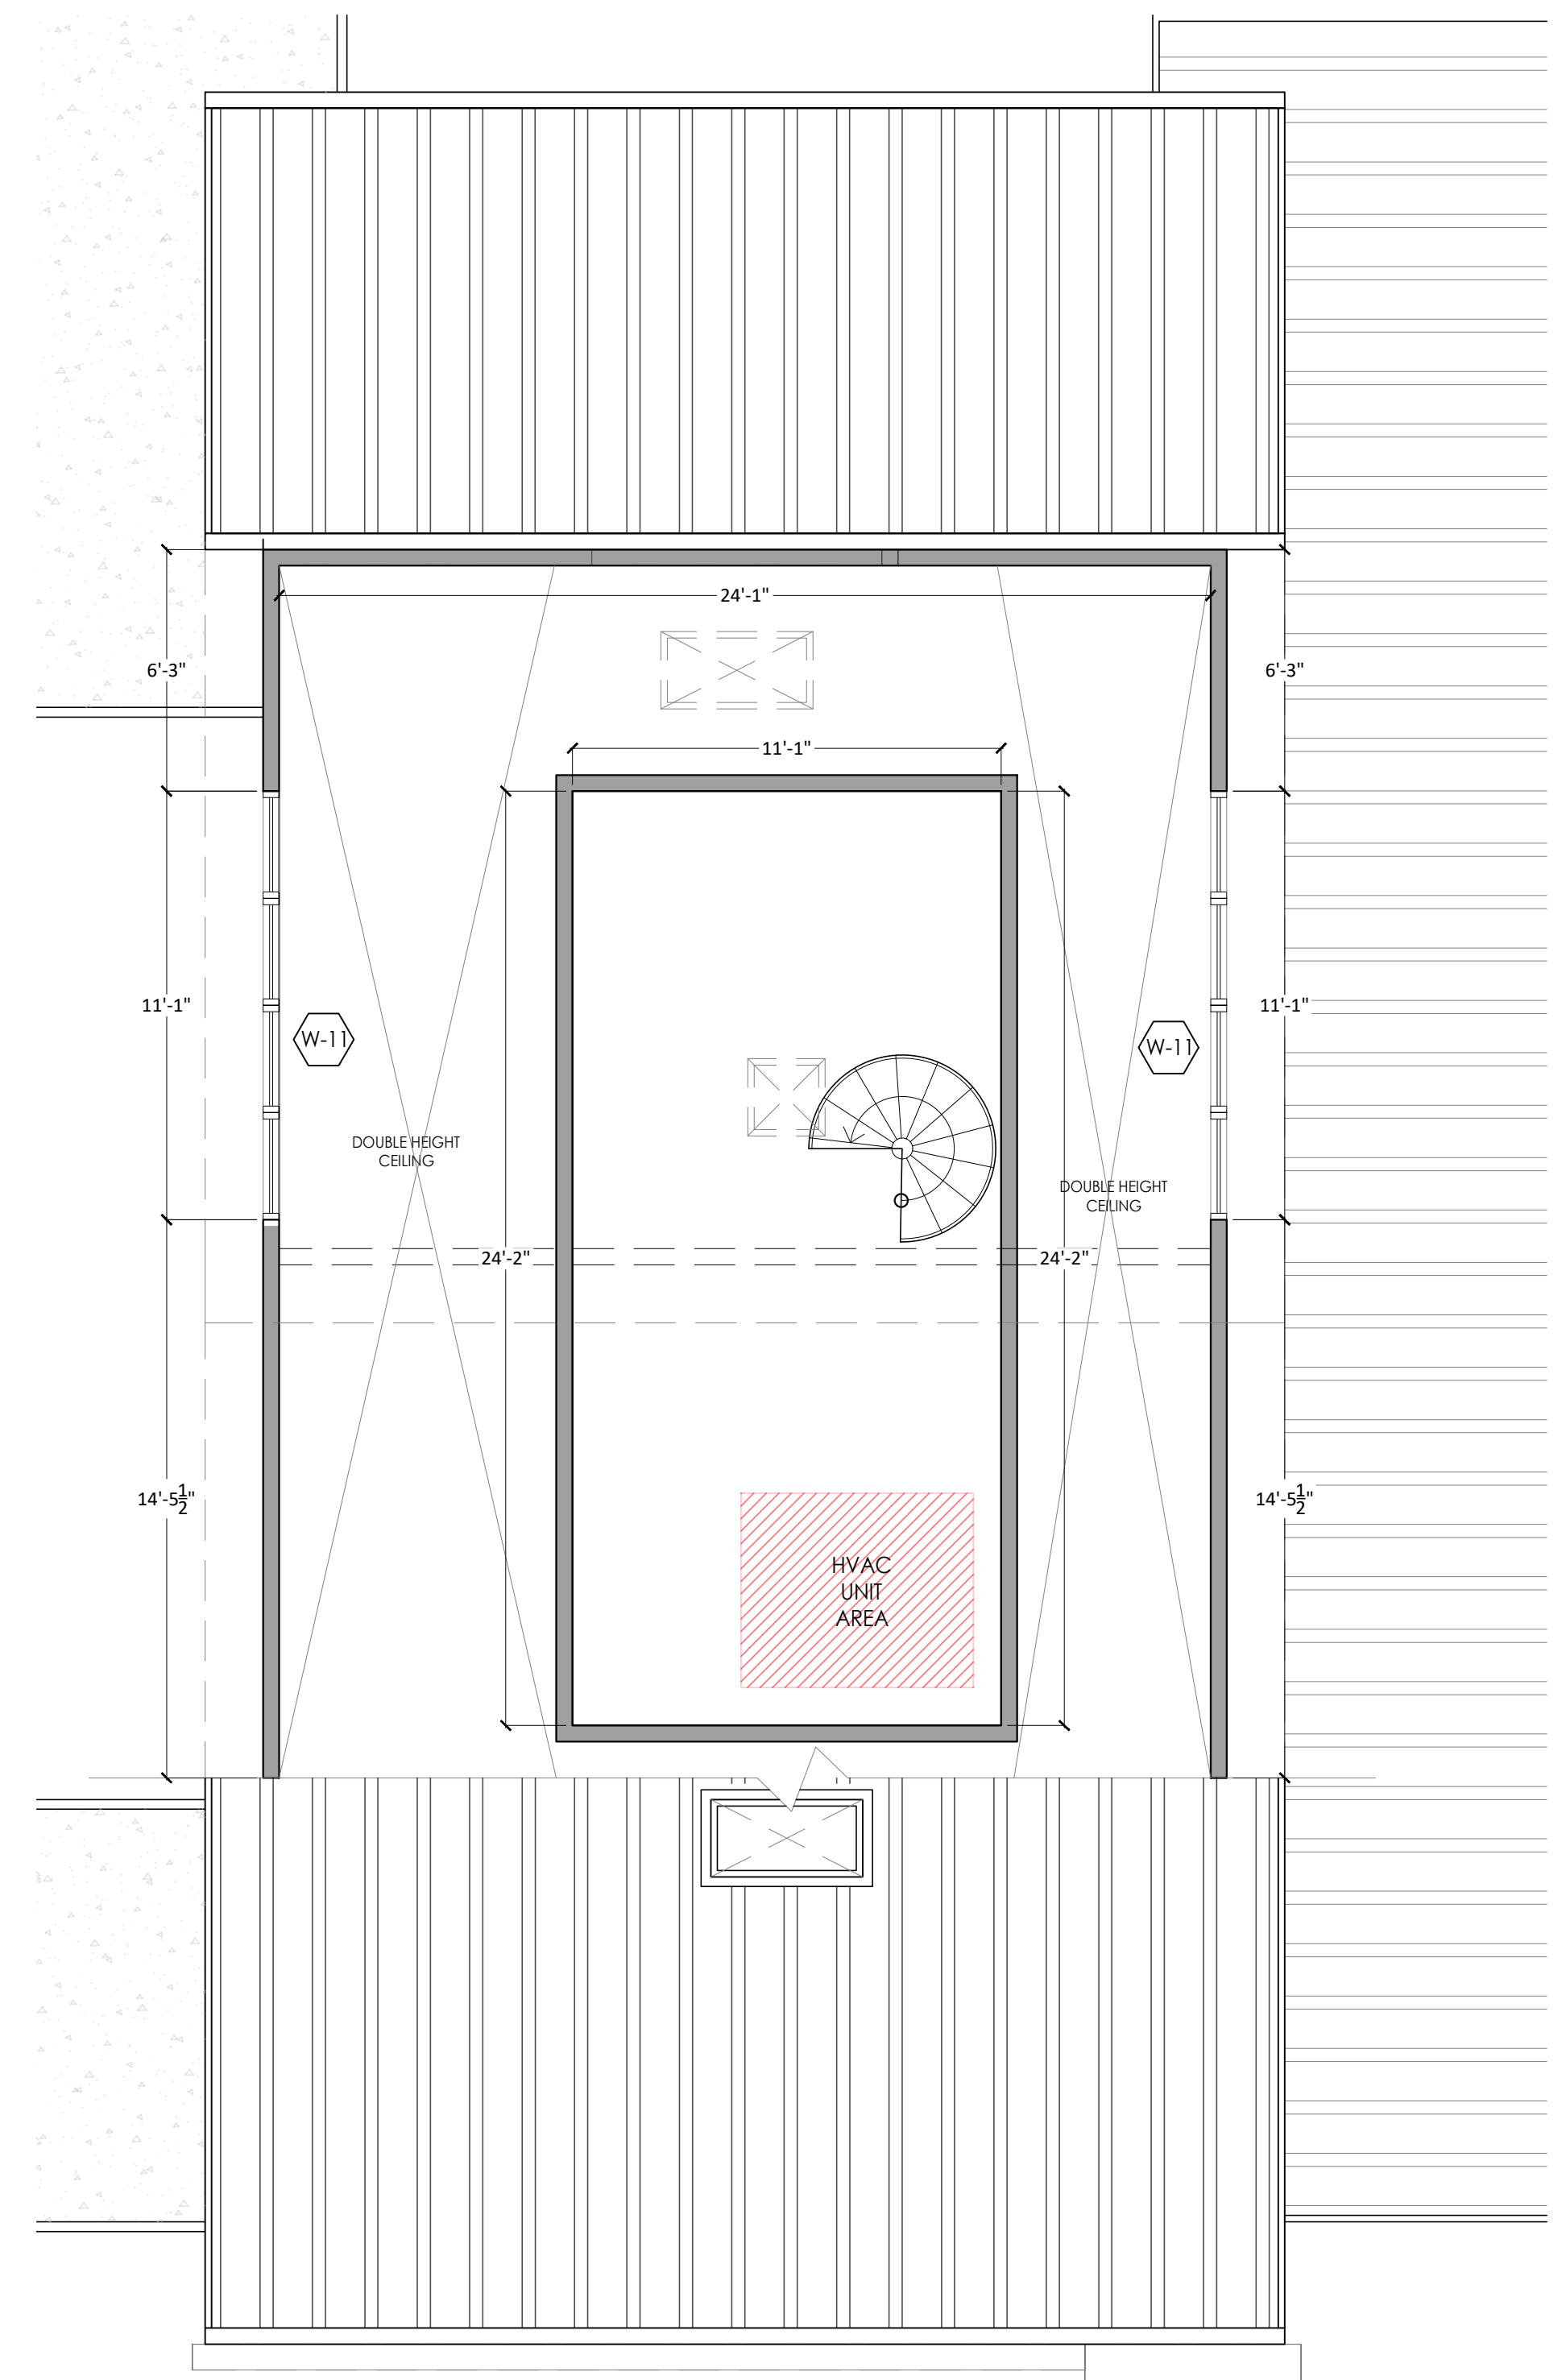 24'-1"
6'-3"
6'-3"
11'-1"
11'-1"
11'-1"
W-11
W-11
DOUBLE HEIGHT
CEILING
DOUBLE HEIGHT
CEILING
24'-2"
24'-2"
14'-5½"
14'-5½"
HVAC
UNIT
AREA